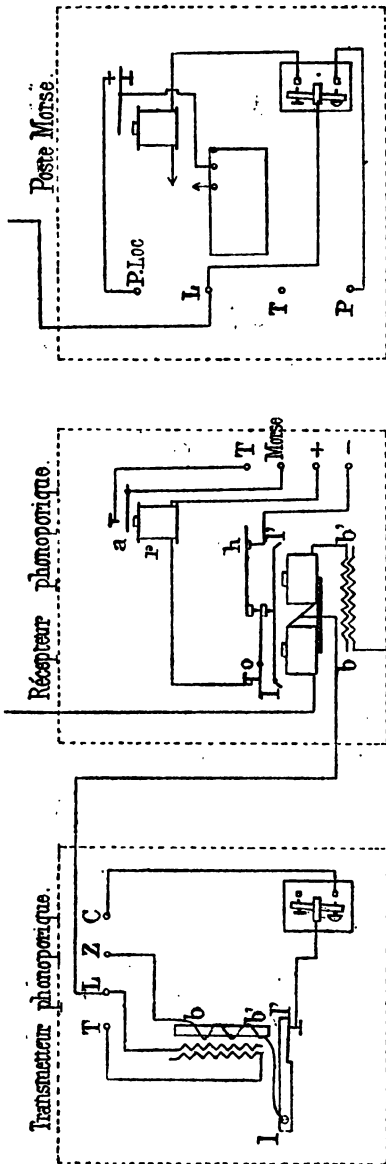 Transmetteur phonoporique.
T L Z C
b
b'
l l'
Récepteur phonoporique.
a
r
T
Morse
+
-
h
o
l l'
b b'
Poste Morse.
P.Loc
L
T
P